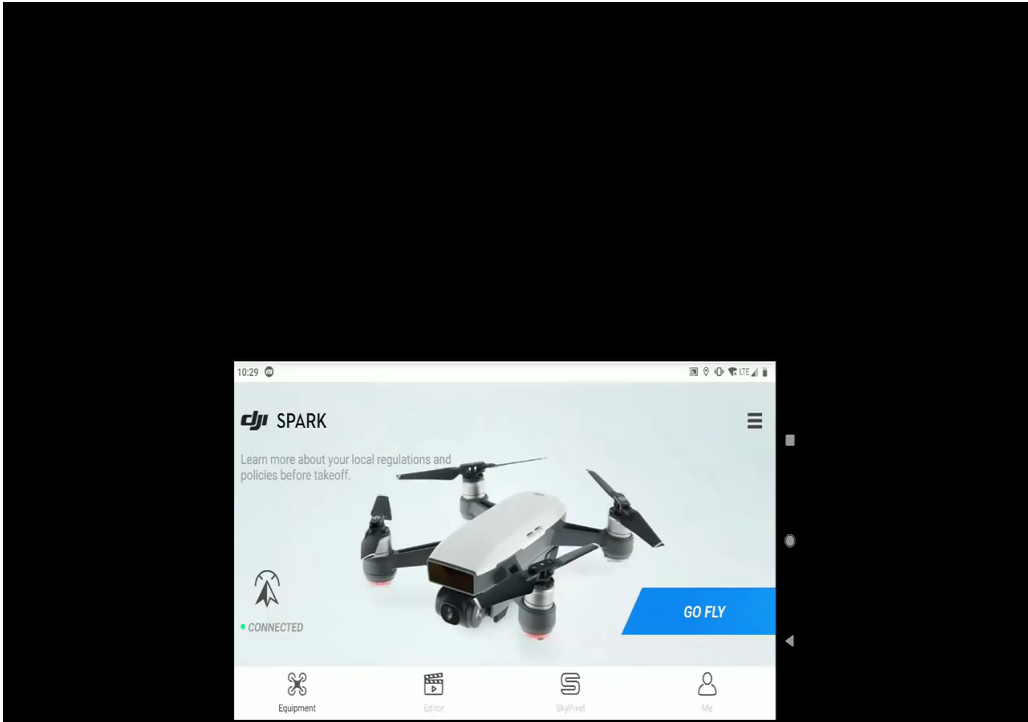 10:29
LTE
dji SPARK
Learn more about your local regulations and
policies before takeoff.
CONNECTED
GO FLY
Equipment
Editor
SkyPixel
Me